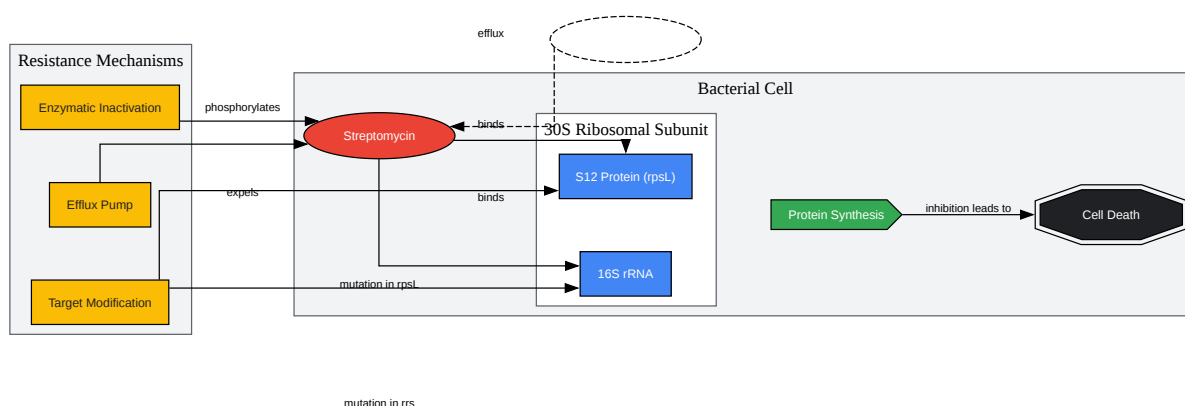 efflux
Resistance Mechanisms
Bacterial Cell
Enzymatic Inactivation
phosphorylates
binds
30S Ribosomal Subunit
Streptomycin
S12 Protein (rpsL)
expels
binds
Efflux Pump
Protein Synthesis
inhibition leads to
Cell Death
16S rRNA
mutation in rpsL
Target Modification
mutation in rrs